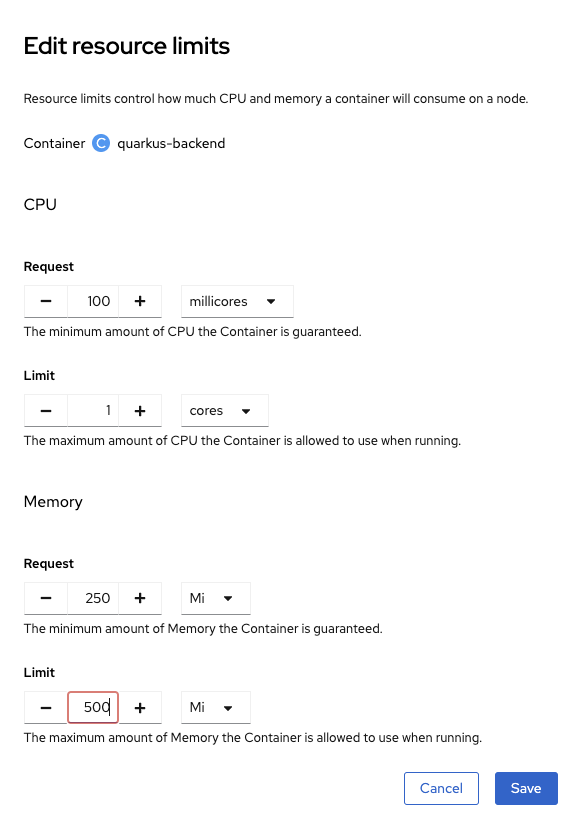 Edit resource limits
Resource limits control how much CPU and memory a container will consume on a node.
Container C quarkus-backend
CPU
Request
− 100 + millicores
The minimum amount of CPU the Container is guaranteed.
Limit
− 1 + cores
The maximum amount of CPU the Container is allowed to use when running.
Memory
Request
− 250 + Mi
The minimum amount of Memory the Container is guaranteed.
Limit
− 500 + Mi
The maximum amount of Memory the Container is allowed to use when running.
Cancel Save